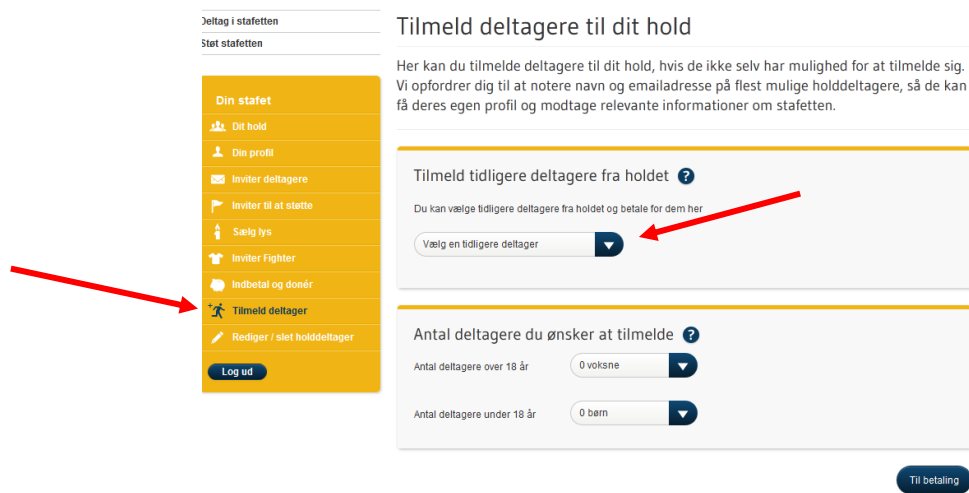 Deltag i stafetten
Støt stafetten
Din stafet
Dit hold
Din profil
Inviter deltagere
Inviter til at støtte
Sælg lys
Inviter Fighter
Indbetal og donér
Tilmeld deltager
Rediger / slet holddeltager
Log ud
Tilmeld deltagere til dit hold
Her kan du tilmelde deltagere til dit hold, hvis de ikke selv har mulighed for at tilmelde sig.
Vi opfordrer dig til at notere navn og emailadresse på flest mulige holddeltagere, så de kan
få deres egen profil og modtage relevante informationer om stafetten.
Tilmeld tidligere deltagere fra holdet ?
Du kan vælge tidligere deltagere fra holdet og betale for dem her
Vælg en tidligere deltager
Antal deltagere du ønsker at tilmelde ?
Antal deltagere over 18 år 0 voksne
Antal deltagere under 18 år 0 børn
Til betaling